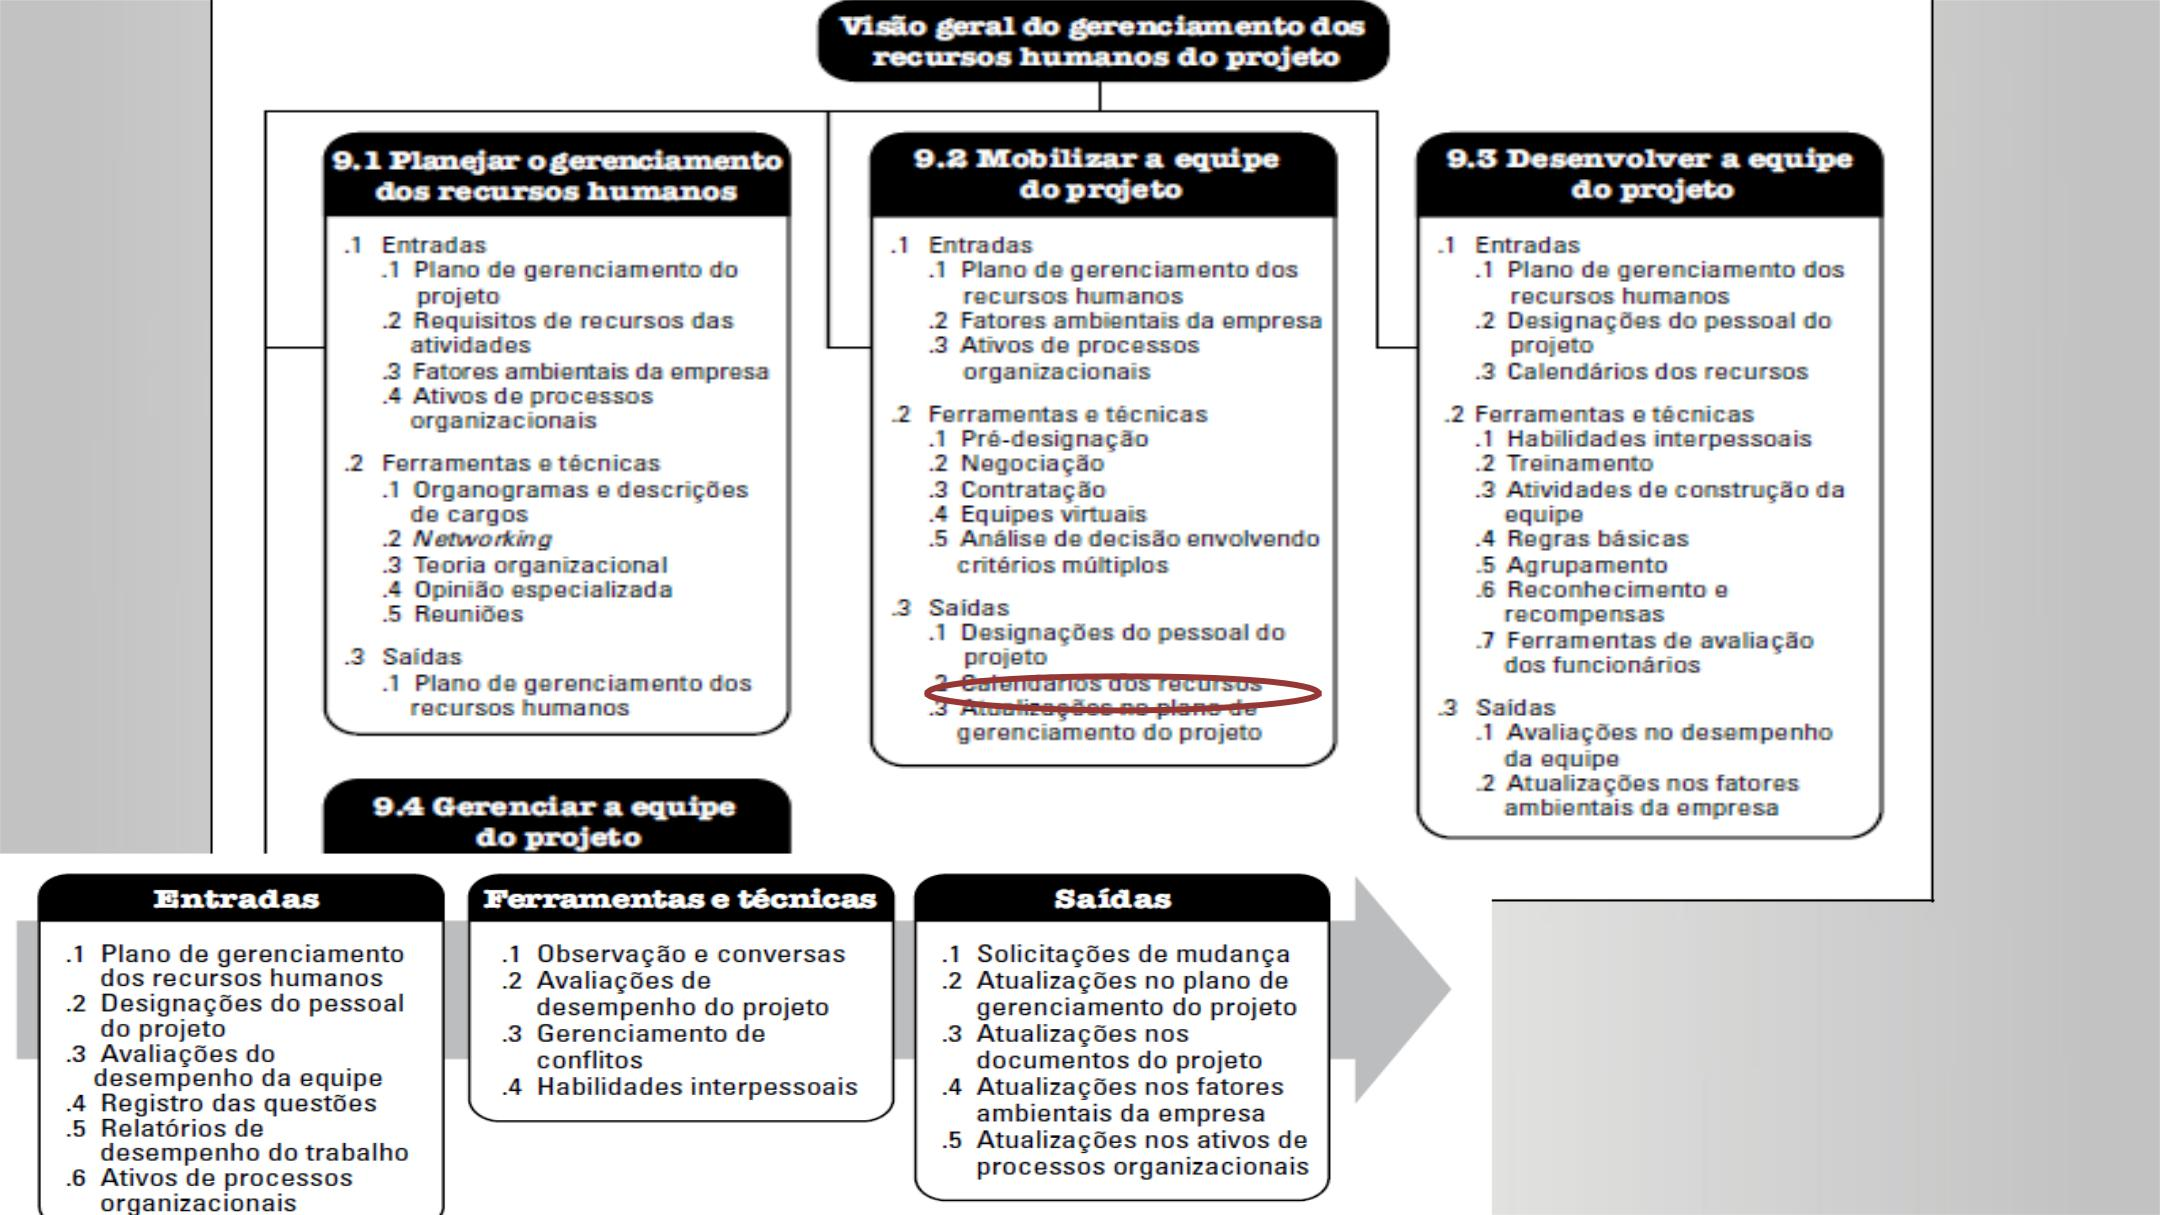 Visão geral do gerenciamento dos
recursos humanos do projeto
9.1 Planejar o gerenciamento
dos recursos humanos
.1 Entradas
.1 Plano de gerenciamento do
projeto
.2 Requisitos de recursos das
atividades
.3 Fatores ambientais da empresa
.4 Ativos de processos
organizacionais
.2 Ferramentas e técnicas
.1 Organogramas e descrições
de cargos
.2 Networking
.3 Teoria organizacional
.4 Opinião especializada
.5 Reuniões
.3 Saídas
.1 Plano de gerenciamento dos
recursos humanos
9.2 Mobilizar a equipe
do projeto
.1 Entradas
.1 Plano de gerenciamento dos
recursos humanos
.2 Fatores ambientais da empresa
.3 Ativos de processos
organizacionais
.2 Ferramentas e técnicas
.1 Pré-designação
.2 Negociação
.3 Contratação
.4 Equipes virtuais
.5 Análise de decisão envolvendo
critérios múltiplos
.3 Saídas
.1 Designações do pessoal do
projeto
.2 Calendários dos recursos
.3 Atualizações no plano de
gerenciamento do projeto
9.3 Desenvolver a equipe
do projeto
.1 Entradas
.1 Plano de gerenciamento dos
recursos humanos
.2 Designações do pessoal do
projeto
.3 Calendários dos recursos
.2 Ferramentas e técnicas
.1 Habilidades interpessoais
.2 Treinamento
.3 Atividades de construção da
equipe
.4 Regras básicas
.5 Agrupamento
.6 Reconhecimento e
recompensas
.7 Ferramentas de avaliação
dos funcionários
.3 Saídas
.1 Avaliações no desempenho
da equipe
.2 Atualizações nos fatores
ambientais da empresa
9.4 Gerenciar a equipe
do projeto
Entradas
.1 Plano de gerenciamento
dos recursos humanos
.2 Designações do pessoal
do projeto
.3 Avaliações do
desempenho da equipe
.4 Registro das questões
.5 Relatórios de
desempenho do trabalho
.6 Ativos de processos
organizacionais
Ferramentas e técnicas
.1 Observação e conversas
.2 Avaliações de
desempenho do projeto
.3 Gerenciamento de
conflitos
.4 Habilidades interpessoais
Saídas
.1 Solicitações de mudança
.2 Atualizações no plano de
gerenciamento do projeto
.3 Atualizações nos
documentos do projeto
.4 Atualizações nos fatores
ambientais da empresa
.5 Atualizações nos ativos de
processos organizacionais